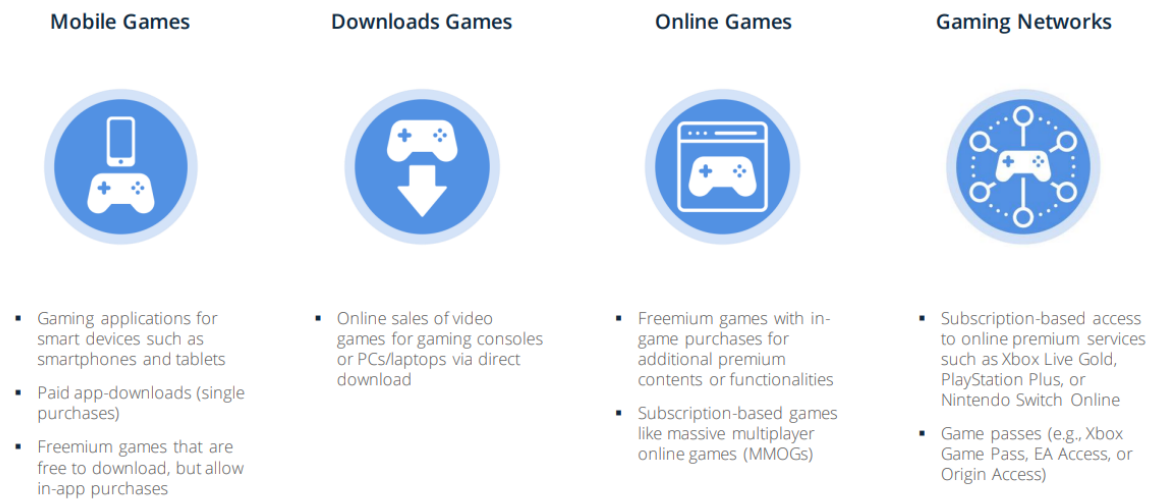 Mobile Games
Downloads Games
Online Games
Gaming Networks
▪ Gaming applications for
smart devices such as
smartphones and tablets
▪ Paid app-downloads (single
purchases)
▪ Freemium games that are
free to download, but allow
in-app purchases
▪ Online sales of video
games for gaming consoles
or PCs/laptops via direct
download
▪ Freemium games with in-
game purchases for
additional premium
contents or functionalities
▪ Subscription-based games
like massive multiplayer
online games (MMOGs)
▪ Subscription-based access
to online premium services
such as Xbox Live Gold,
PlayStation Plus, or
Nintendo Switch Online
▪ Game passes (e.g., Xbox
Game Pass, EA Access, or
Origin Access)